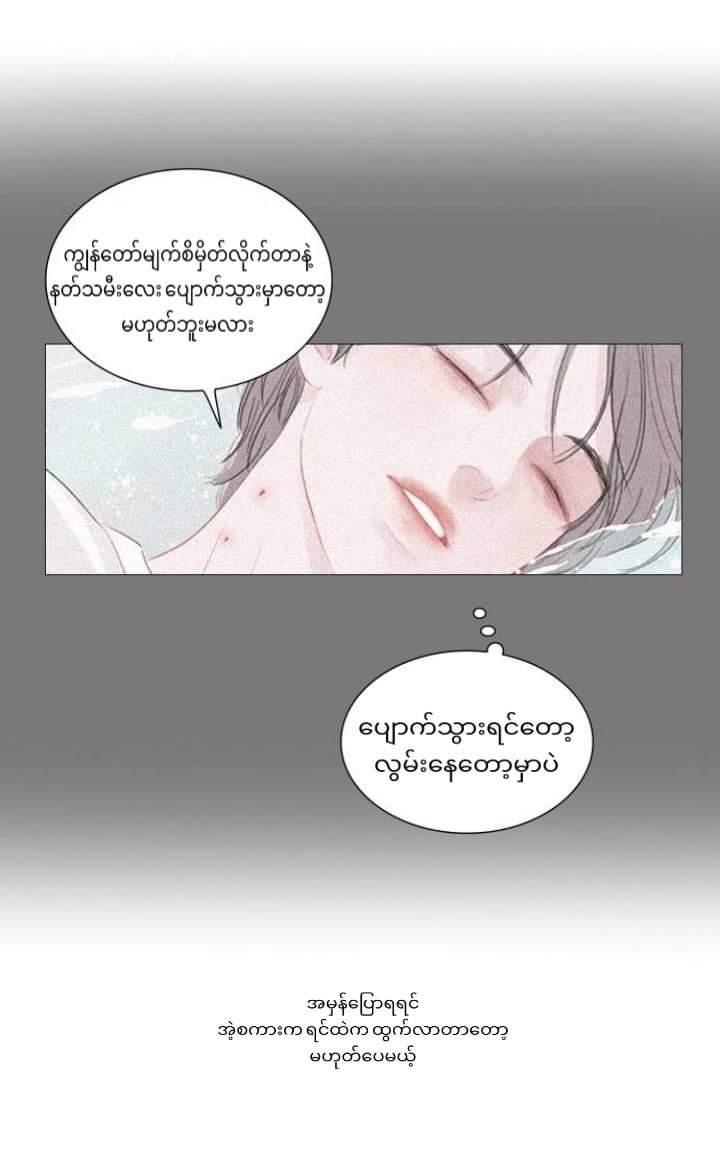 ကျွန်တော်မျက်စိမှိတ်လိုက်တာနဲ့
နတ်သမီးလေး ပျောက်သွားမှာတော့
မဟုတ်ဘူးမလား
ပျောက်သွားရင်တော့
လွမ်းနေတော့မှာပဲ
အမှန်ပြောရရင်
အဲ့စကားက ရင်ထဲက ထွက်လာတာတော့
မဟုတ်ပေမယ့်